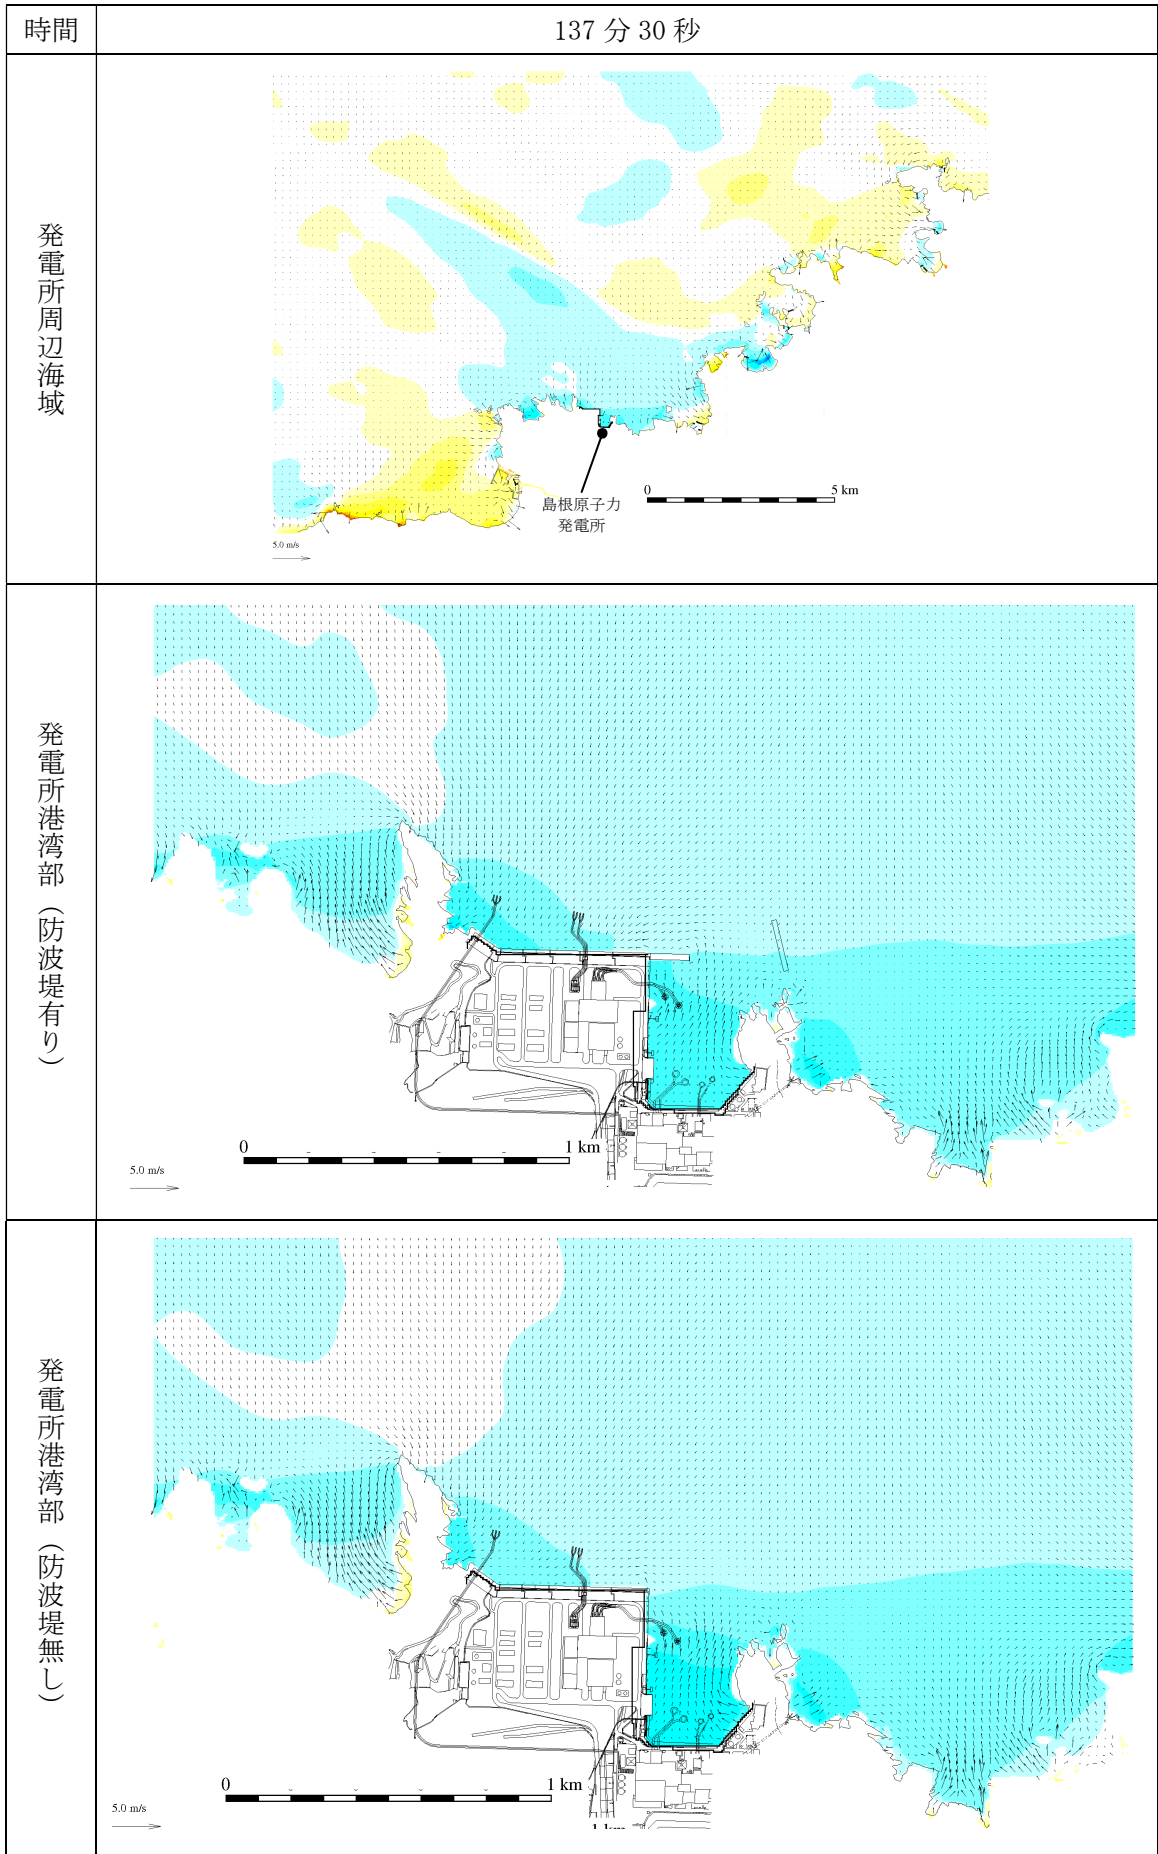 時間
137 分 30 秒
発電所周辺海域
島根原子力
発電所
0
5 km
5.0 m/s
発電所港湾部（防波堤有り）
0
1 km
5.0 m/s
発電所港湾部（防波堤無し）
0
1 km
5.0 m/s
1 km